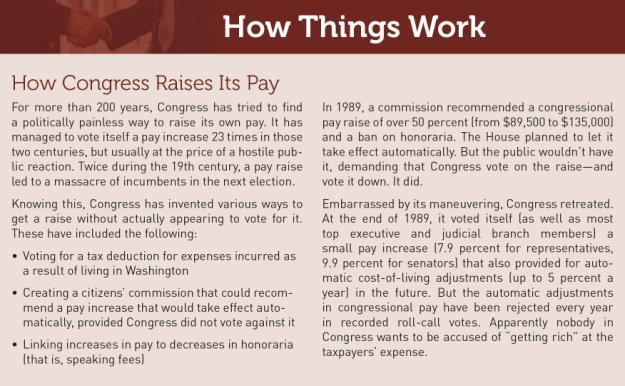 How Things Work
How Congress Raises Its Pay
For more than 200 years, Congress has tried to find
a politically painless way to raise its own pay. It has
managed to vote itself a pay increase 23 times in those
two centuries, but usually at the price of a hostile pub-
lic reaction. Twice during the 19th century, a pay raise
led to a massacre of incumbents in the next election.
Knowing this, Congress has invented various ways to
get a raise without actually appearing to vote for it.
These have included the following:
• Voting for a tax deduction for expenses incurred as
a result of living in Washington
• Creating a citizens' commission that could recom-
mend a pay increase that would take effect auto-
matically, provided Congress did not vote against it
• Linking increases in pay to decreases in honoraria
(that is, speaking fees)
In 1989, a commission recommended a congressional
pay raise of over 50 percent (from $89,500 to $135,000)
and a ban on honoraria. The House planned to let it
take effect automatically. But the public wouldn't have
it, demanding that Congress vote on the raise—and
vote it down. It did.
Embarrassed by its maneuvering, Congress retreated.
At the end of 1989, it voted itself (as well as most
top executive and judicial branch members) a
small pay increase (7.9 percent for representatives,
9.9 percent for senators) that also provided for auto-
matic cost-of-living adjustments (up to 5 percent a
year) in the future. But the automatic adjustments
in congressional pay have been rejected every year
in recorded roll-call votes. Apparently nobody in
Congress wants to be accused of "getting rich" at the
taxpayers' expense.